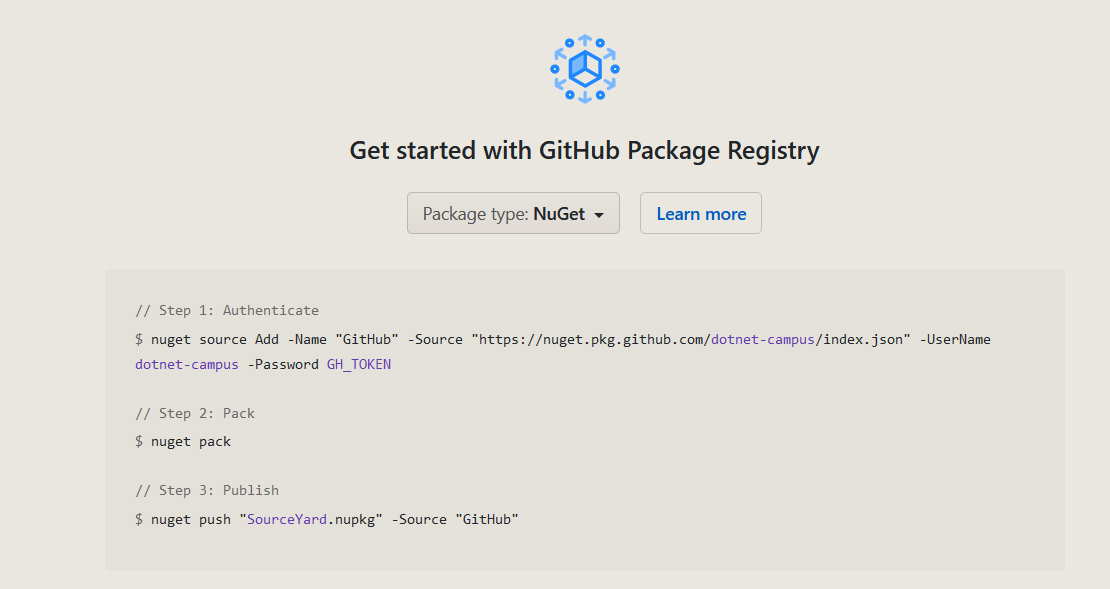 Get started with GitHub Package Registry
Package type: NuGet
Learn more
// Step 1: Authenticate
$ nuget source Add -Name "GitHub" -Source "https://nuget.pkg.github.com/dotnet-campus/index.json" -UserName
dotnet-campus -Password GH_TOKEN
// Step 2: Pack
$ nuget pack
// Step 3: Publish
$ nuget push "SourceYard.nupkg" -Source "GitHub"